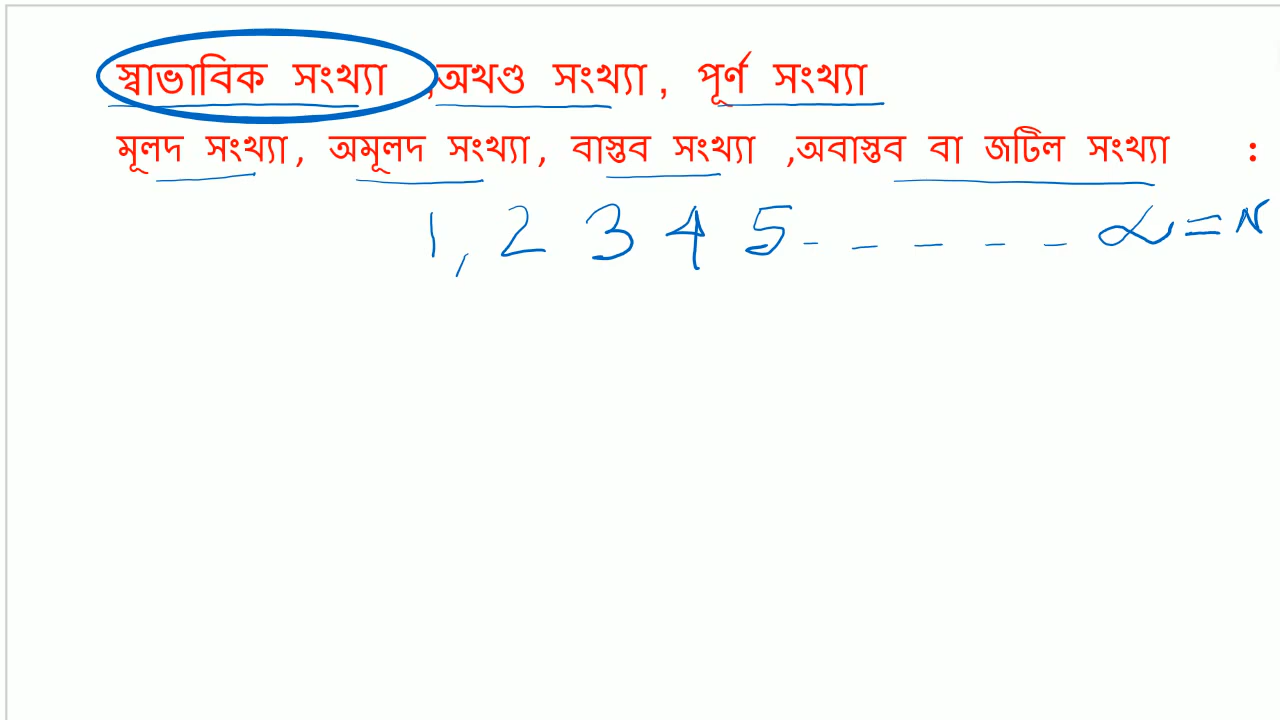 স্বাভাবিক সংখ্যা ,অখণ্ড সংখ্যা, পূর্ণ সংখ্যা
মূলদ সংখ্যা, অমূলদ সংখ্যা, বাস্তব সংখ্যা ,অবাস্তব বা জটিল সংখ্যা :
1, 2 3 4 5 - - - - - ∝ = N